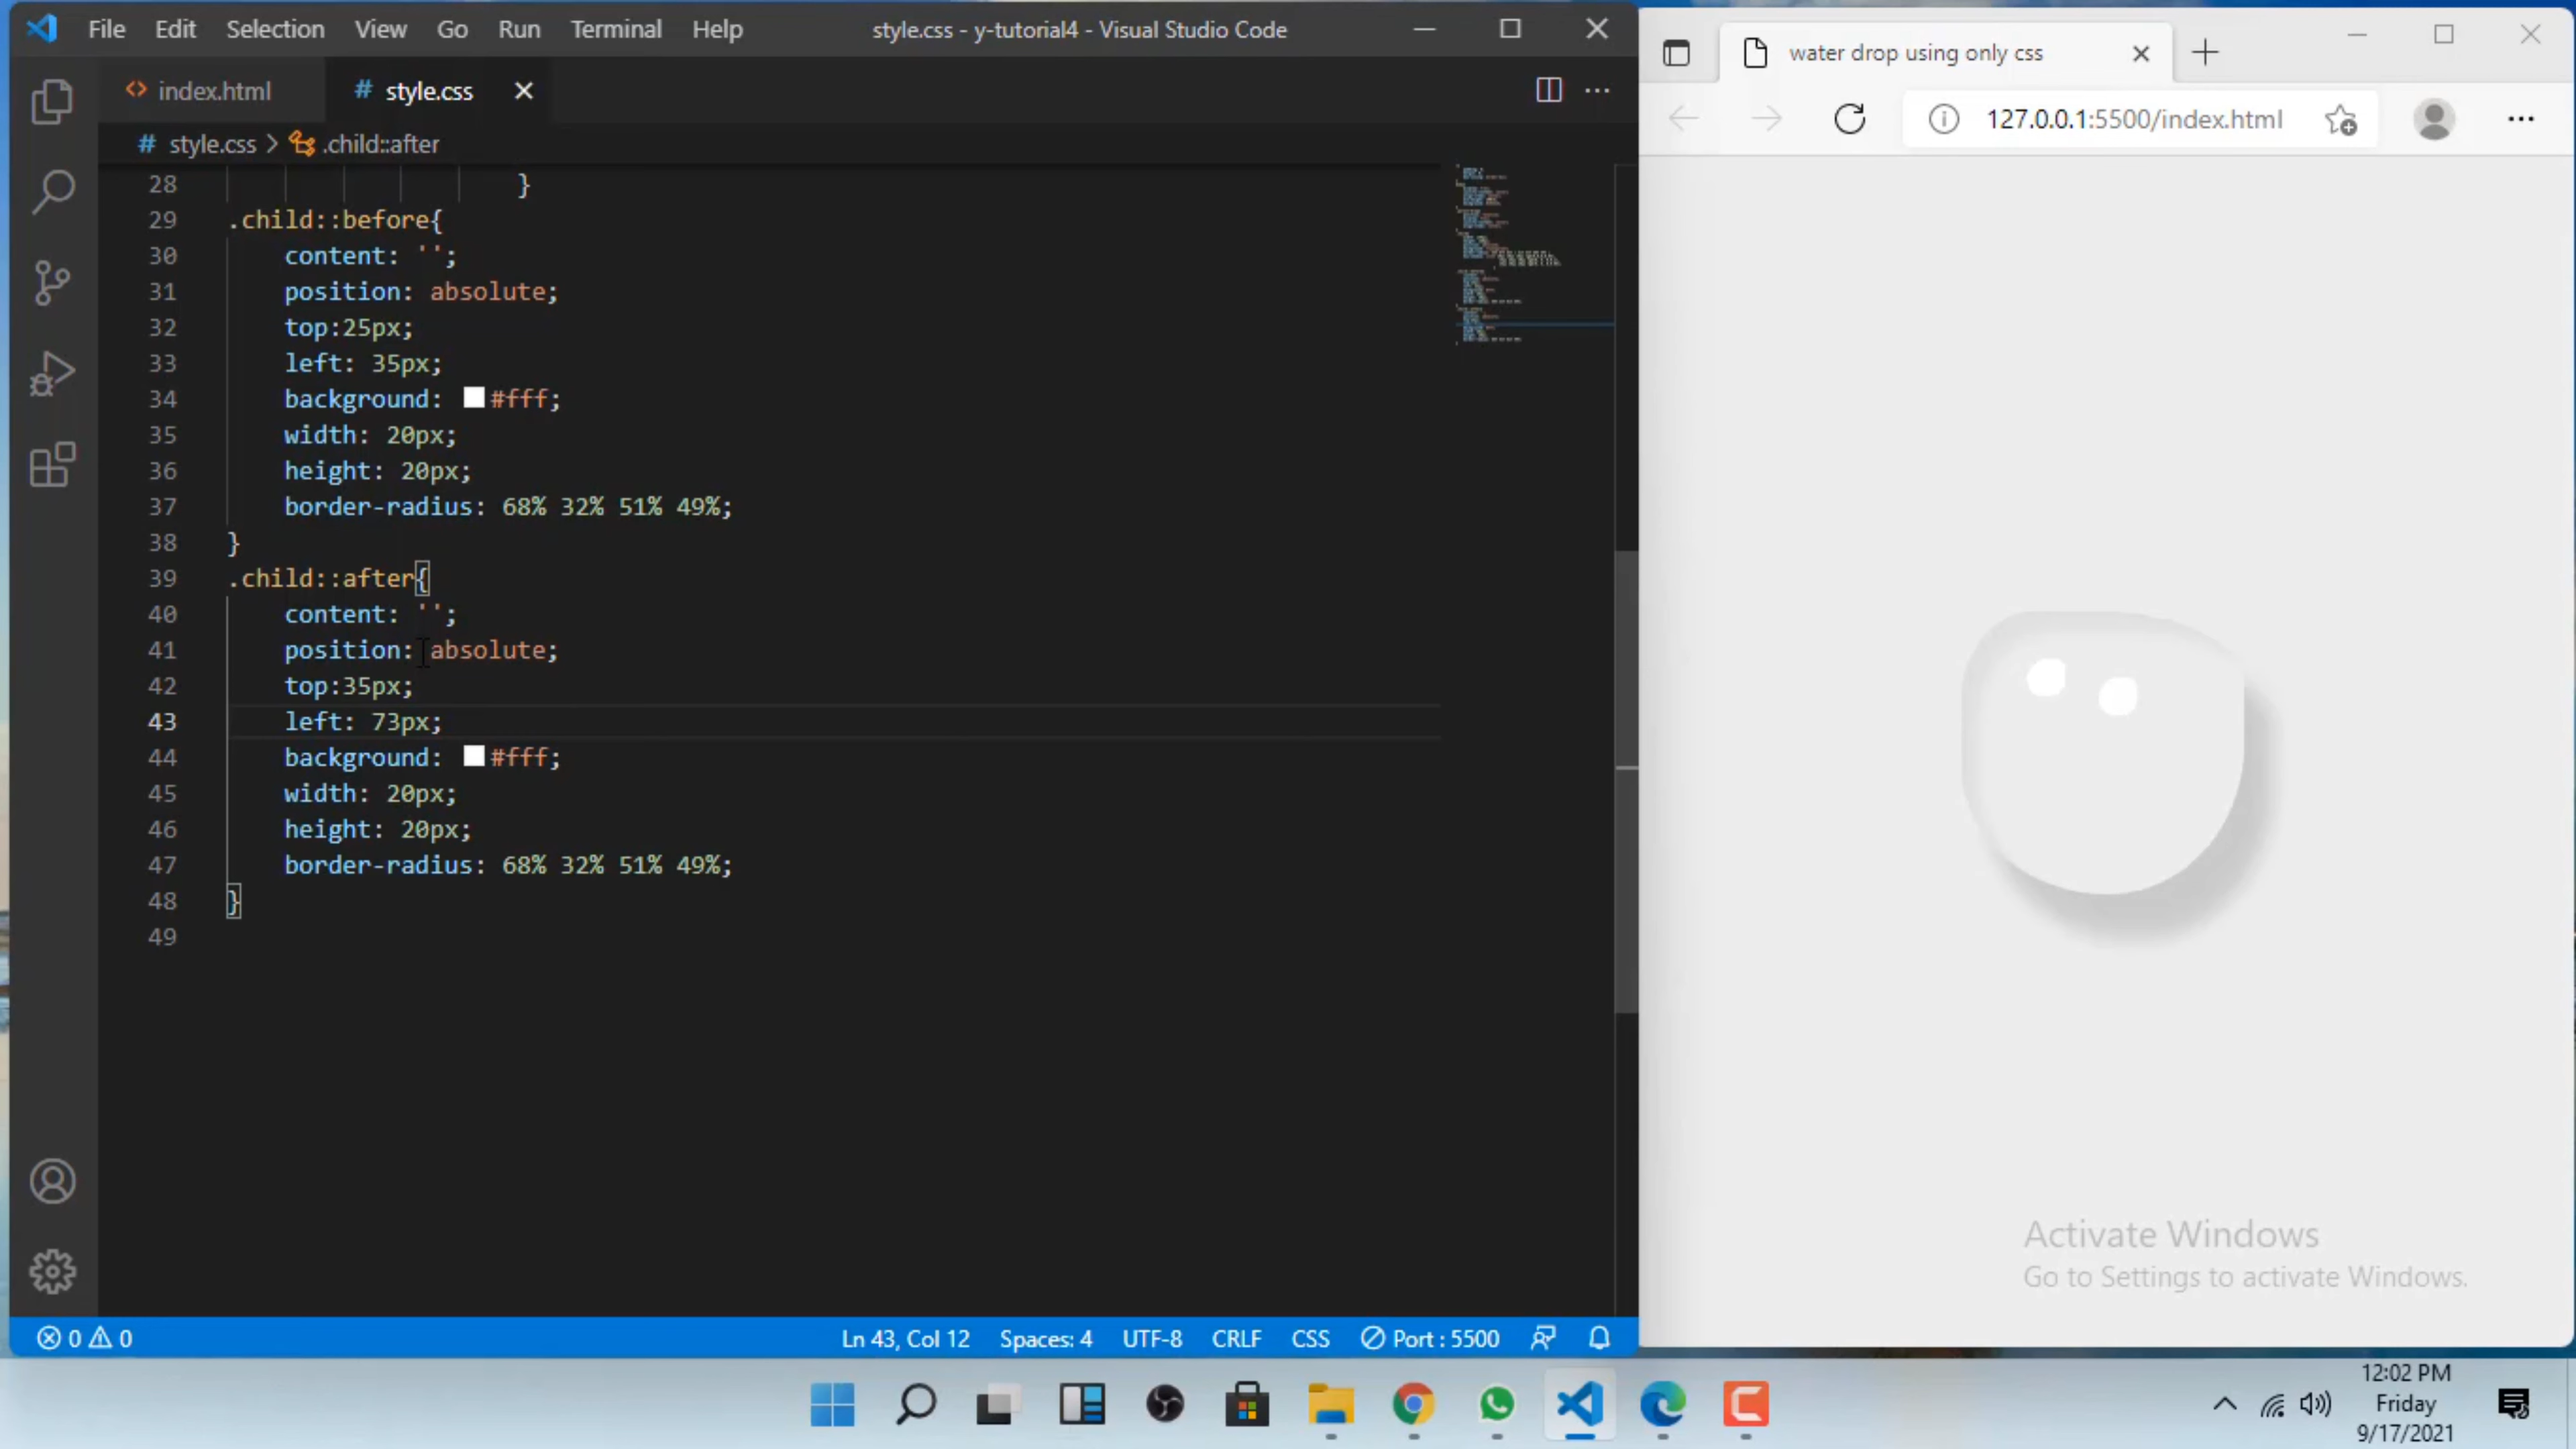 File Edit Selection View Go Run Terminal Help
style.css - y-tutorial4 - Visual Studio Code
index.html
# style.css
# style.css > .child::after
28 }
29 .child::before{
30 content: '';
31 position: absolute;
32 top:25px;
33 left: 35px;
34 background: #fff;
35 width: 20px;
36 height: 20px;
37 border-radius: 68% 32% 51% 49%;
38 }
39 .child::after{
40 content: '';
41 position: absolute;
42 top:35px;
43 left: 73px;
44 background: #fff;
45 width: 20px;
46 height: 20px;
47 border-radius: 68% 32% 51% 49%;
48 }
49
0 0
Ln 43, Col 12 Spaces: 4 UTF-8 CRLF CSS Port : 5500
water drop using only css
127.0.0.1:5500/index.html
Activate Windows
Go to Settings to activate Windows.
12:02 PM
Friday
9/17/2021